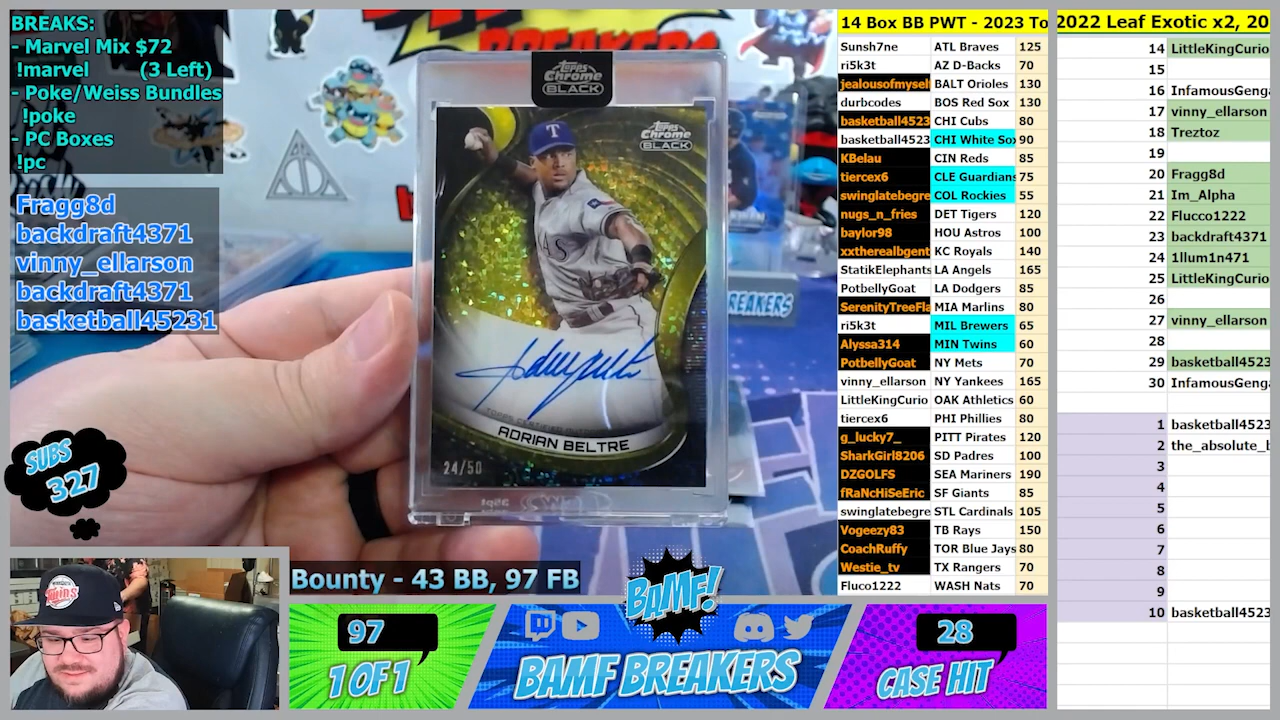 BREAKS:
- Marvel Mix $72
!marvel (3 Left)
- Poke/Weiss Bundles
!poke
- PC Boxes
!pc
Fragg8d
backdraft4371
vinny_ellarson
backdraft4371
basketball45231
SUBS
327
Topps
Chrome
BLACK
Topps
Chrome
BLACK
T
ADRIAN BELTRE
24/50
BREAKERS
Bounty - 43 BB, 97 FB
BAMF!
97
1 OF 1
BAMF BREAKERS
28
CASE HIT
14 Box BB PWT - 2023 To
Sunsh7ne ATL Braves 125
ri5k3t AZ D-Backs 70
jealousofmysel BALT Orioles 130
durbcodes BOS Red Sox 130
basketball4523 CHI Cubs 80
basketball4523 CHI White Sox 90
KBelau CIN Reds 85
tiercex6 CLE Guardians 75
swinglatebegre COL Rockies 55
nugs_n_fries DET Tigers 120
baylor98 HOU Astros 100
xxtherealbgent KC Royals 140
StatikElephants LA Angels 165
PotbellyGoat LA Dodgers 85
SerenityTreeFla MIA Marlins 80
ri5k3t MIL Brewers 65
Alyssa314 MIN Twins 60
PotbellyGoat NY Mets 70
vinny_ellarson NY Yankees 165
LittleKingCurio OAK Athletics 60
tiercex6 PHI Phillies 80
g_lucky7_ PITT Pirates 120
SharkGirl8206 SD Padres 100
DZGOLFS SEA Mariners 190
fRaNcHiSeEric SF Giants 85
swinglatebegre STL Cardinals 105
Vogeezy83 TB Rays 150
CoachRuffy TOR Blue Jays 80
Westie_tv TX Rangers 70
Fluco1222 WASH Nats 70
2022 Leaf Exotic x2, 20
14 LittleKingCurio
15
16 InfamousGenga
17 vinny_ellarson
18 Treztoz
19
20 Fragg8d
21 Im_Alpha
22 Flucco1222
23 backdraft4371
24 1llum1n471
25 LittleKingCurio
26
27 vinny_ellarson
28
29 basketball4523
30 InfamousGenga
1 basketball4523
2 the_absolute_b
3
4
5
6
7
8
9
10 basketball4523